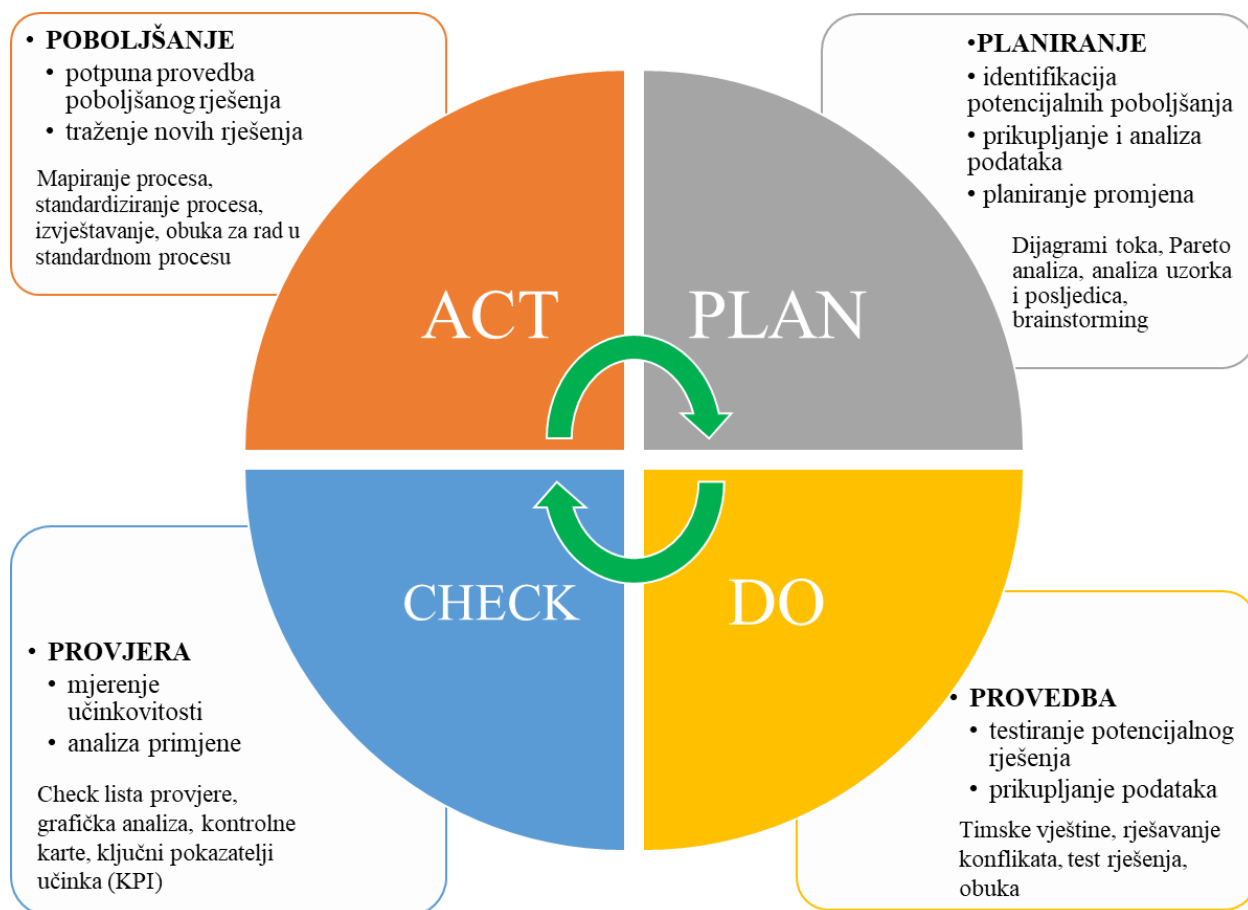 • POBOLJŠANJE
• potpuna provedba
poboljšanog rješenja
• traženje novih rješenja
Mapiranje procesa,
standardiziranje procesa,
izvještavanje, obuka za rad u
standardnom procesu
•PLANIRANJE
• identifikacija
potencijalnih poboljšanja
• prikupljanje i analiza
podataka
• planiranje promjena
Dijagrami toka, Pareto
analiza, analiza uzorka
i posljedica,
brainstorming
ACT
PLAN
CHECK
DO
• PROVJERA
• mjerenje
učinkovitosti
• analiza primjene
Check lista provjere,
grafička analiza, kontrolne
karte, ključni pokazatelji
učinka (KPI)
• PROVEDBA
• testiranje potencijalnog
rješenja
• prikupljanje podataka
Timske vještine, rješavanje
konflikata, test rješenja,
obuka